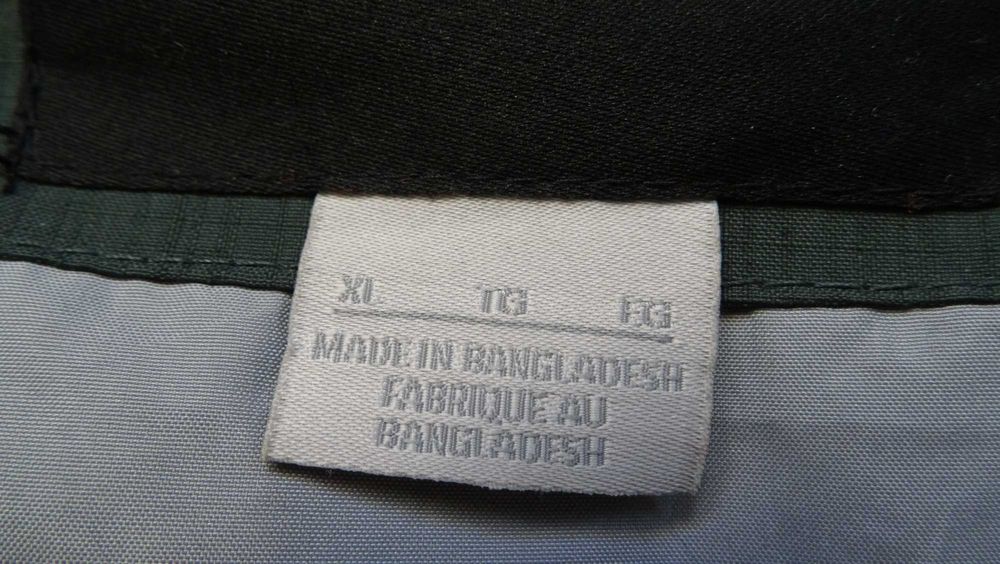 XL TG EG
MADE IN BANGLADESH
FABRIQUE AU
BANGLADESH